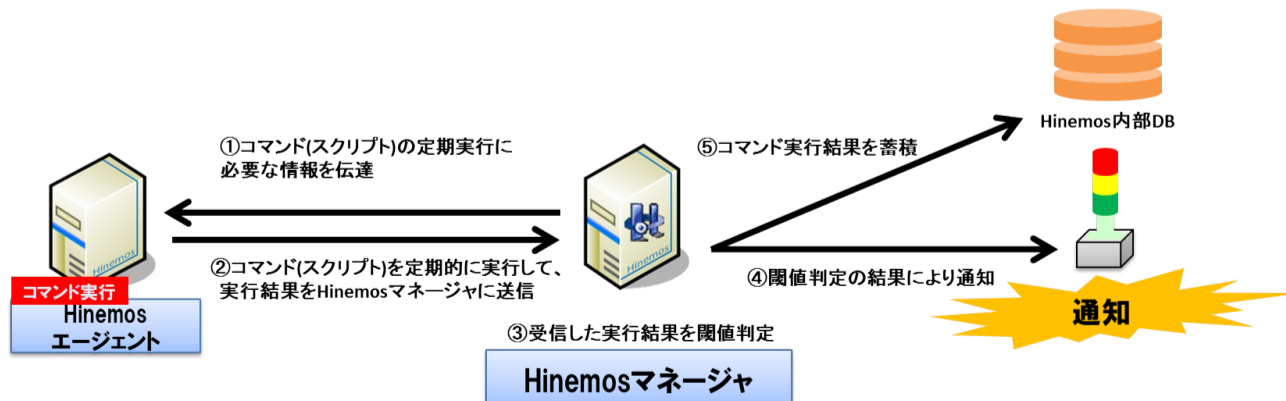 Hinemos内部DB
①コマンド(スクリプト)の定期実行に
必要な情報を伝達
⑤コマンド実行結果を蓄積
Hinemos
Hinemos
②コマンド(スクリプト)を定期的に実行して、
実行結果をHinemosマネージャに送信
④閾値判定の結果により通知
コマンド実行
Hinemos
エージェント
通知
③受信した実行結果を閾値判定
Hinemosマネージャ